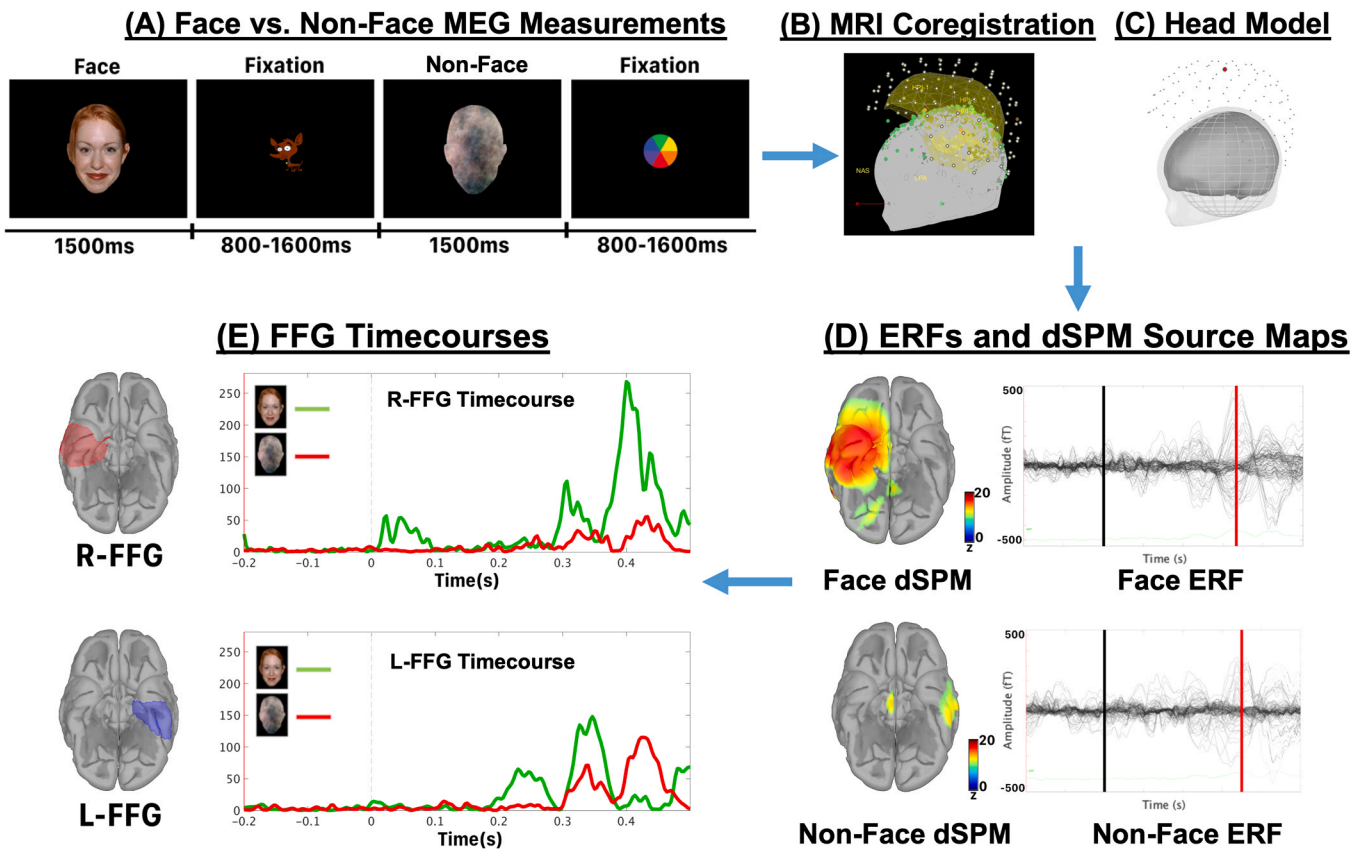 (A) Face vs. Non-Face MEG Measurements
Face
Fixation
Non-Face
Fixation
1500ms
800-1600ms
1500ms
800-1600ms
(B) MRI Coregistration
NAS
LPA
(C) Head Model
(D) ERFs and dSPM Source Maps
20
0
z
Face dSPM
500
Amplitude (fT)
-500
Time (s)
Face ERF
20
0
z
Non-Face dSPM
500
Amplitude (fT)
-500
Time (s)
Non-Face ERF
(E) FFG Timecourses
R-FFG
R-FFG Timecourse
250
200
150
100
50
0
−0.2 −0.1 0 0.1 0.2 0.3 0.4
Time(s)
L-FFG
L-FFG Timecourse
250
200
150
100
50
0
−0.2 −0.1 0 0.1 0.2 0.3 0.4
Time(s)